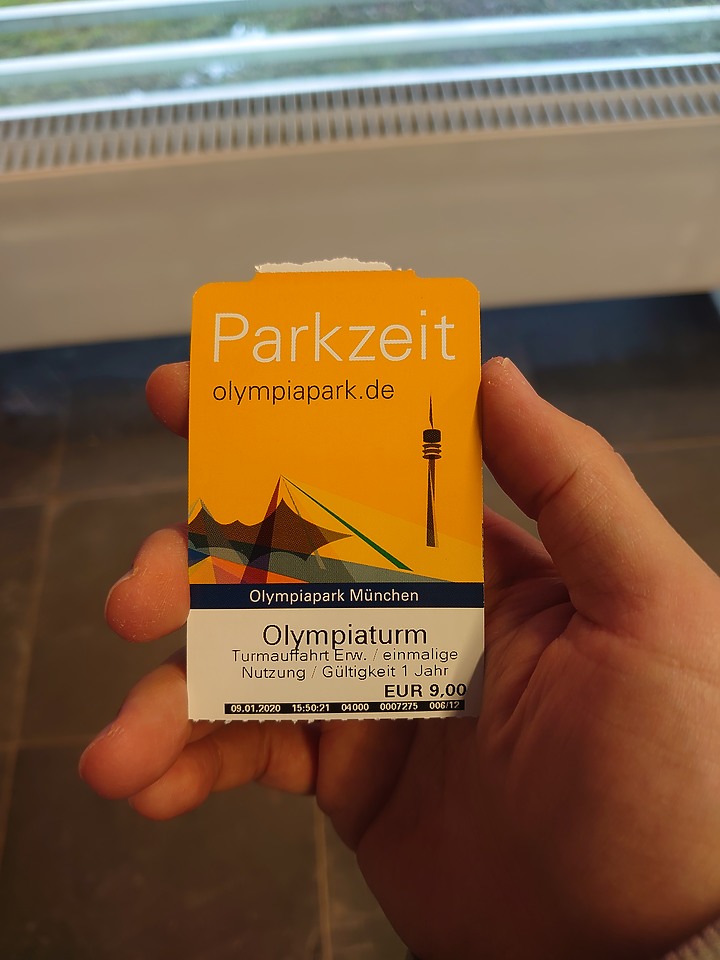 Parkzeit
olympiapark.de
Olympiapark München
Olympiaturm
Turmauffahrt Erw. / einmalige
Nutzung / Gültigkeit 1 Jahr
EUR 9.00
09.01.2020 15:50:21 04000 0007275 006/12